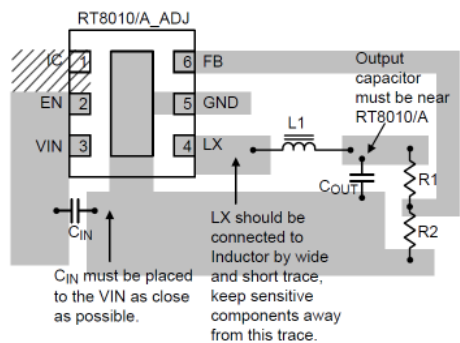 RT8010/A_ADJ
IC 1
EN 2
VIN 3
6 FB
5 GND
4 LX
Output
capacitor
must be near
RT8010/A
L1
COUT
R1
R2
CIN
CIN must be placed
to the VIN as close
as possible.
LX should be
connected to
Inductor by wide
and short trace,
keep sensitive
components away
from this trace.